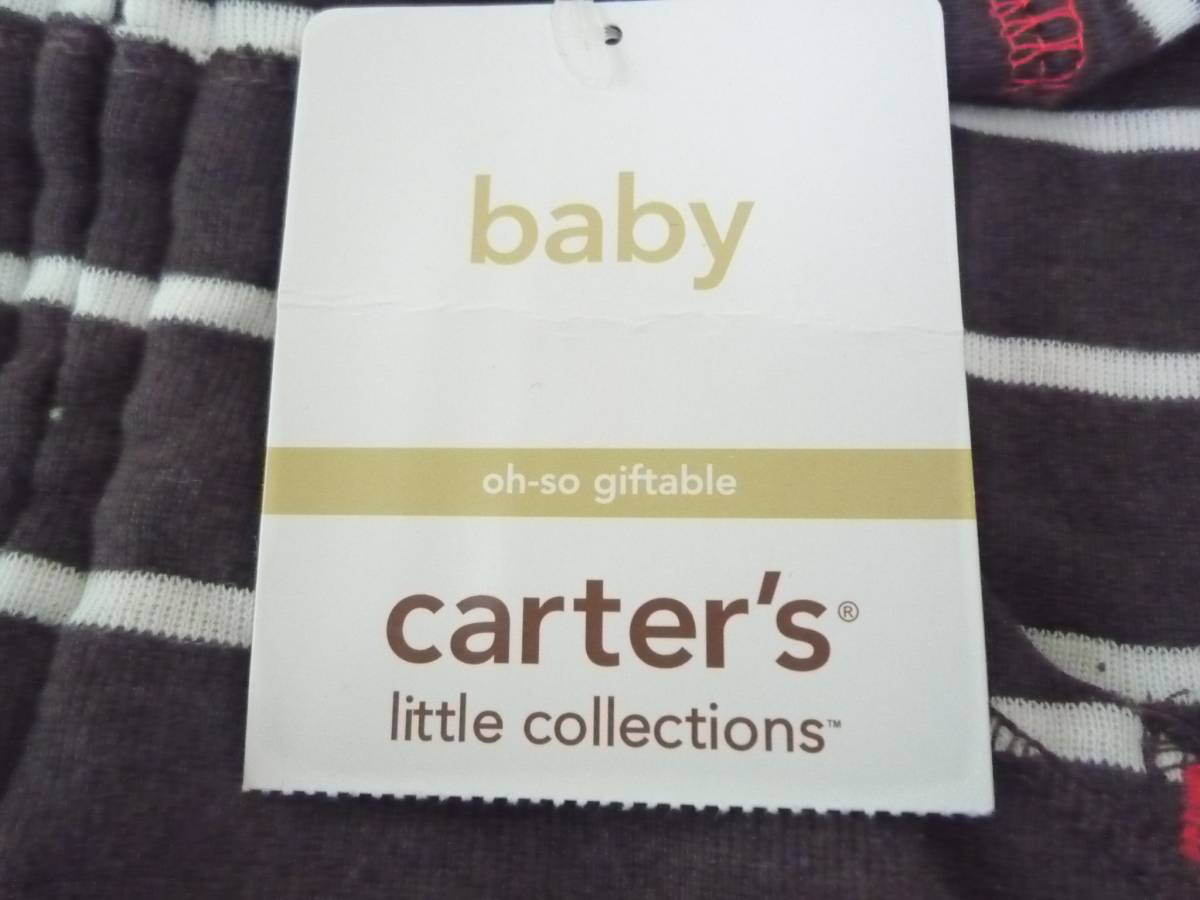 baby
oh-so giftable
carter's®
little collections™